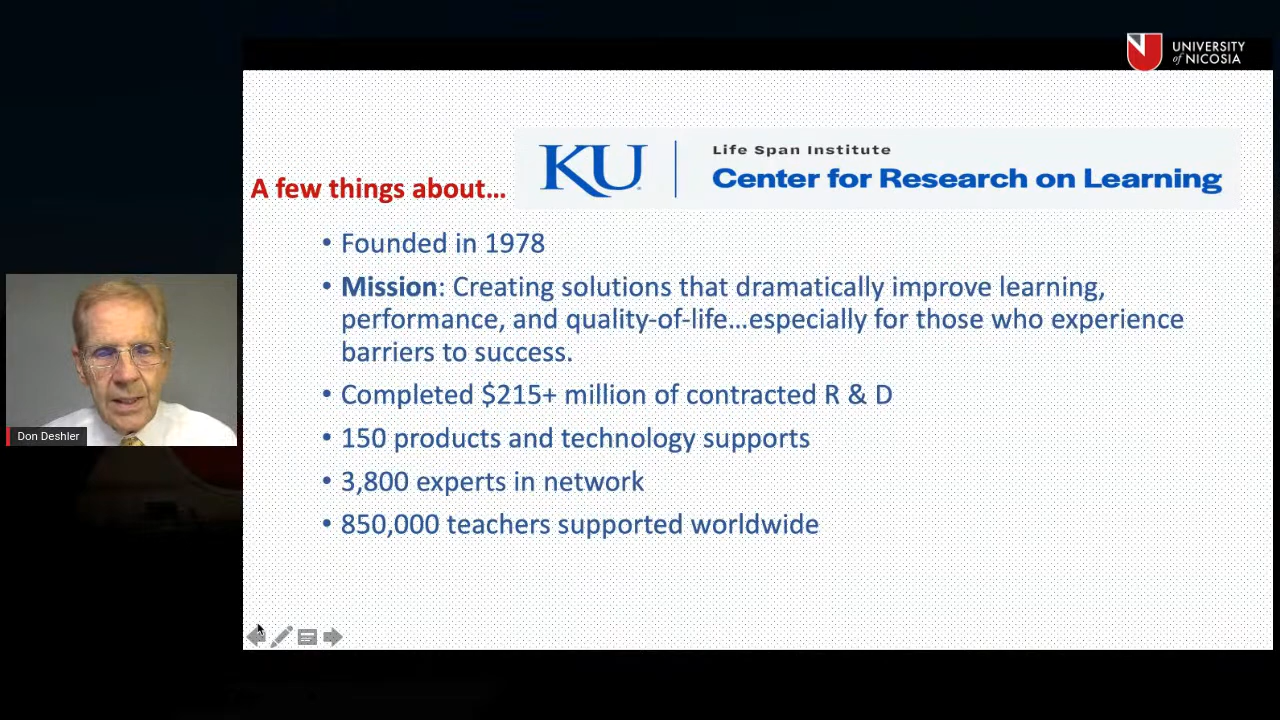 UNIVERSITY
of NICOSIA
KU
Life Span Institute
Center for Research on Learning
A few things about…
• Founded in 1978
• Mission: Creating solutions that dramatically improve learning,
performance, and quality-of-life…especially for those who experience
barriers to success.
• Completed $215+ million of contracted R & D
• 150 products and technology supports
• 3,800 experts in network
• 850,000 teachers supported worldwide
Don Deshler